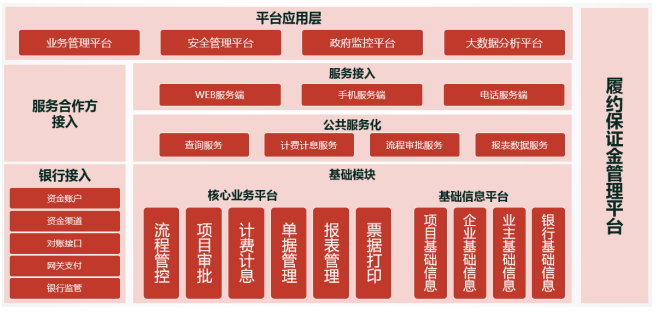 平台应用层
业务管理平台
安全管理平台
政府监控平台
大数据分析平台
服务合作方
接入
服务接入
WEB服务端
手机服务端
电话服务端
公共服务化
查询服务
计费计息服务
流程审批服务
报表数据服务
银行接入
资金账户
资金渠道
对账接口
网关支付
银行监管
基础模块
核心业务平台
流程管控
项目审批
计费计息
单据管理
报表管理
票据打印
基础信息平台
项目基础信息
企业基础信息
业主基础信息
银行基础信息
履约保证金管理平台